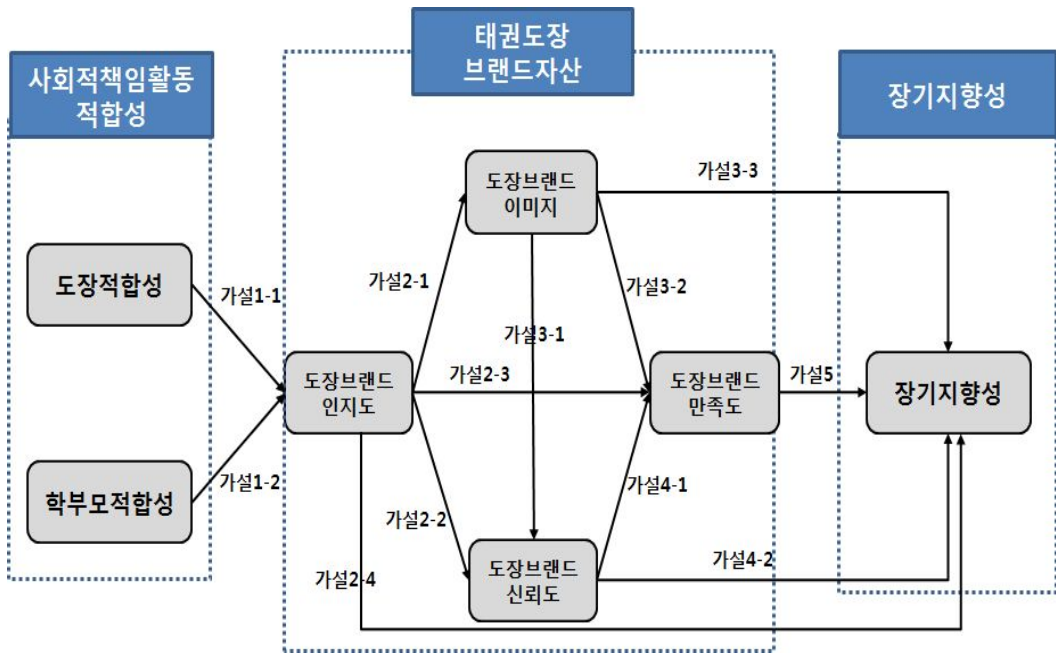 사회적책임활동
적합성
태권도장
브랜드자산
장기지향성
도장브랜드
이미지
가설3-3
도장적합성
가설1-1
가설2-1
가설3-2
가설3-1
도장브랜드
인지도
가설2-3
도장브랜드
만족도
가설5
장기지향성
학부모적합성
가설1-2
가설2-2
가설4-1
가설2-4
도장브랜드
신뢰도
가설4-2